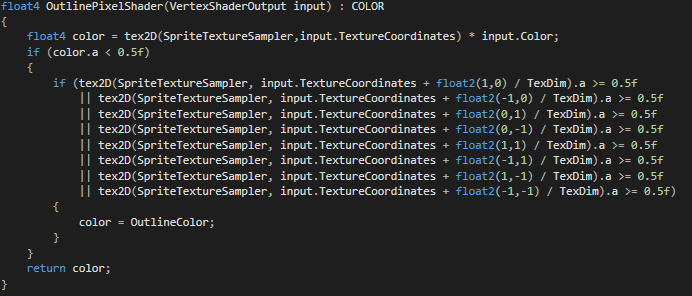 float4 OutlinePixelShader(VertexShaderOutput input) : COLOR
{
    float4 color = tex2D(SpriteTextureSampler,input.TextureCoordinates) * input.Color;
    if (color.a < 0.5f)
    {
        if (tex2D(SpriteTextureSampler, input.TextureCoordinates + float2(1,0) / TexDim).a >= 0.5f
            || tex2D(SpriteTextureSampler, input.TextureCoordinates + float2(-1,0) / TexDim).a >= 0.5f
            || tex2D(SpriteTextureSampler, input.TextureCoordinates + float2(0,1) / TexDim).a >= 0.5f
            || tex2D(SpriteTextureSampler, input.TextureCoordinates + float2(0,-1) / TexDim).a >= 0.5f
            || tex2D(SpriteTextureSampler, input.TextureCoordinates + float2(1,1) / TexDim).a >= 0.5f
            || tex2D(SpriteTextureSampler, input.TextureCoordinates + float2(-1,1) / TexDim).a >= 0.5f
            || tex2D(SpriteTextureSampler, input.TextureCoordinates + float2(1,-1) / TexDim).a >= 0.5f
            || tex2D(SpriteTextureSampler, input.TextureCoordinates + float2(-1,-1) / TexDim).a >= 0.5f)
        {
            color = OutlineColor;
        }
    }
    return color;
}